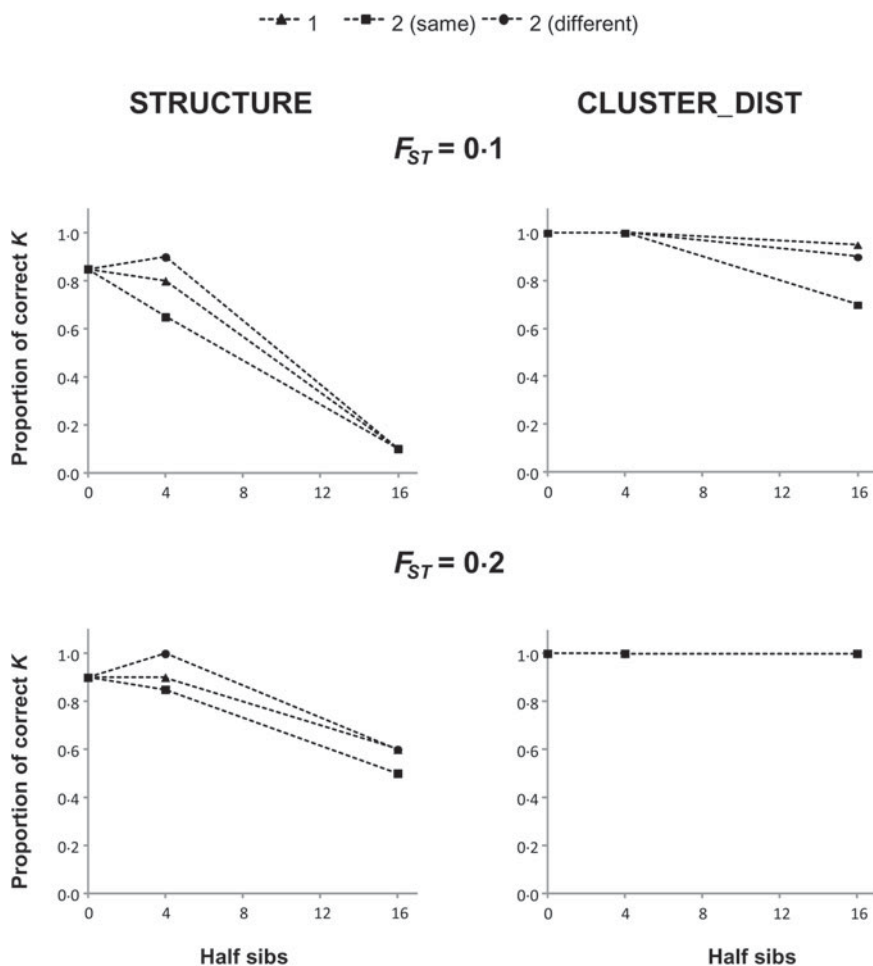 1 2 (same) 2 (different)
STRUCTURE CLUSTER_DIST
F_ST = 0·1
Proportion of correct K
1·0 1·0
0·8 0·8
0·6 0·6
0·4 0·4
0·2 0·2
0·0 0·0
0 4 8 12 16 0 4 8 12 16
F_ST = 0·2
Proportion of correct K
1·0 1·0
0·8 0·8
0·6 0·6
0·4 0·4
0·2 0·2
0·0 0·0
0 4 8 12 16 0 4 8 12 16
Half sibs Half sibs